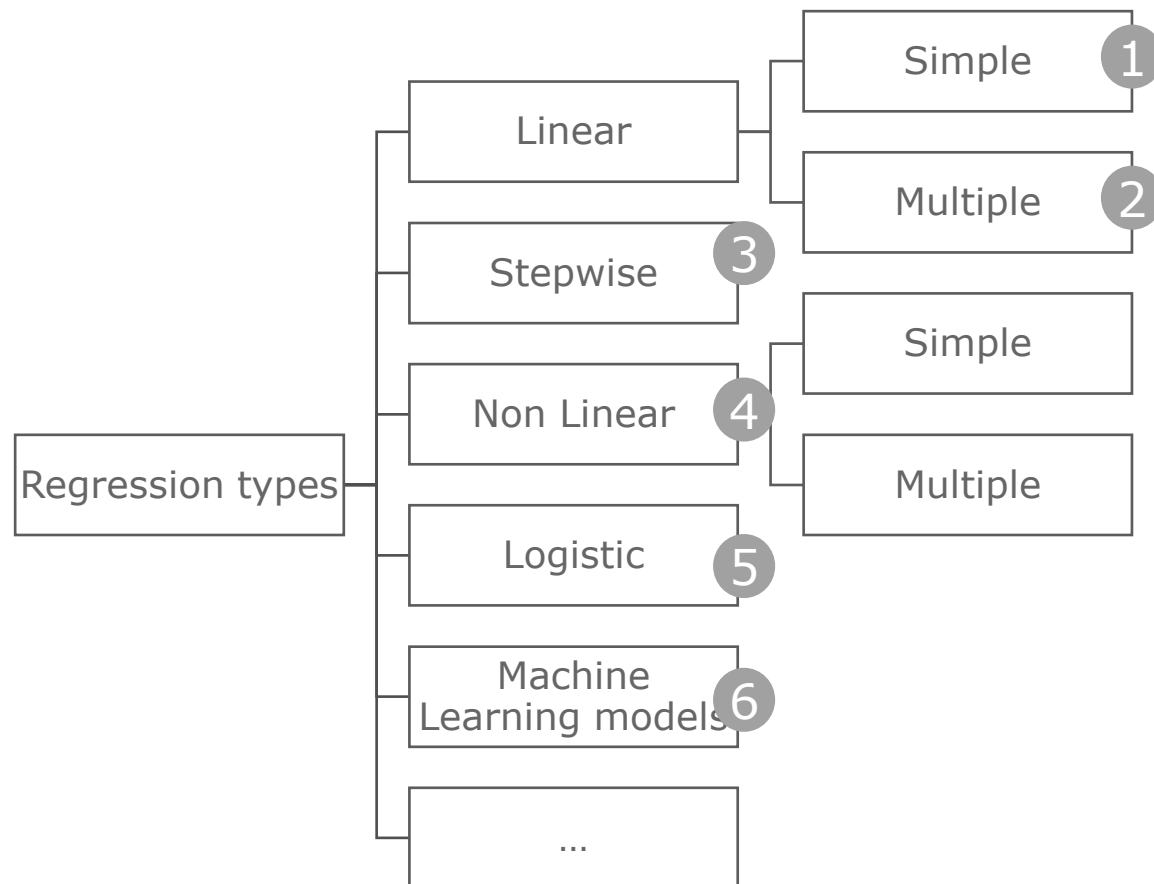 Regression types
Linear
Simple
1
Multiple
2
Stepwise
3
Non Linear
4
Simple
Multiple
Logistic
5
Machine
Learning models
6
...